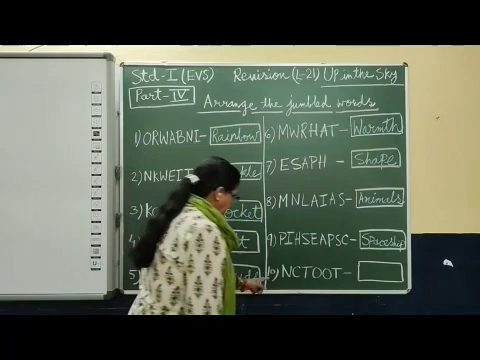 Std-I (EVS) Revision (L-21) Up in the Sky
Part-IV
Arrange the jumbled words
1) ORWABNI- Rainbow
2) NKWEIT
3)
5)
6) MWRHAT- Warmth
7) ESAPH - Shape
8) MNLAIAS- Animals
9) PIHSEAPSC- Spaceship
10) NCTOOT-